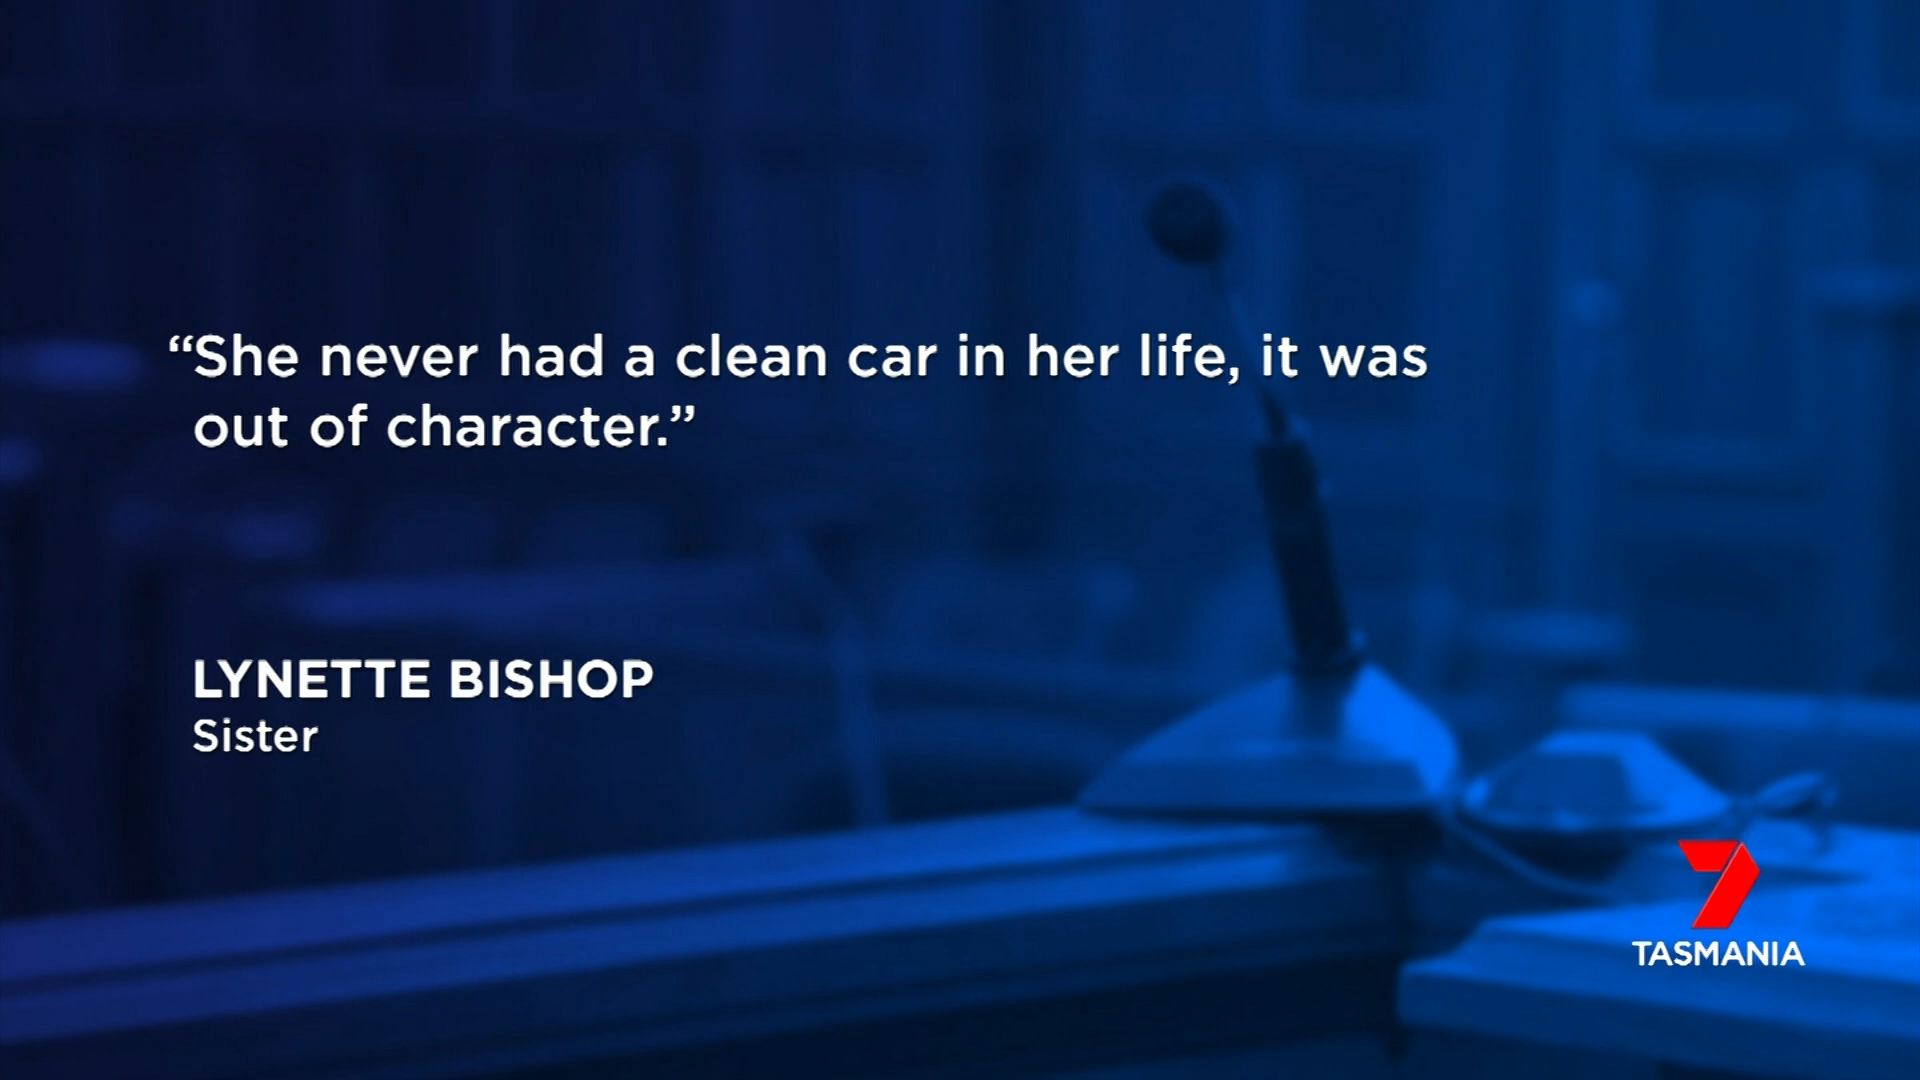 “She never had a clean car in her life, it was
out of character.”
LYNETTE BISHOP
Sister
7
TASMANIA